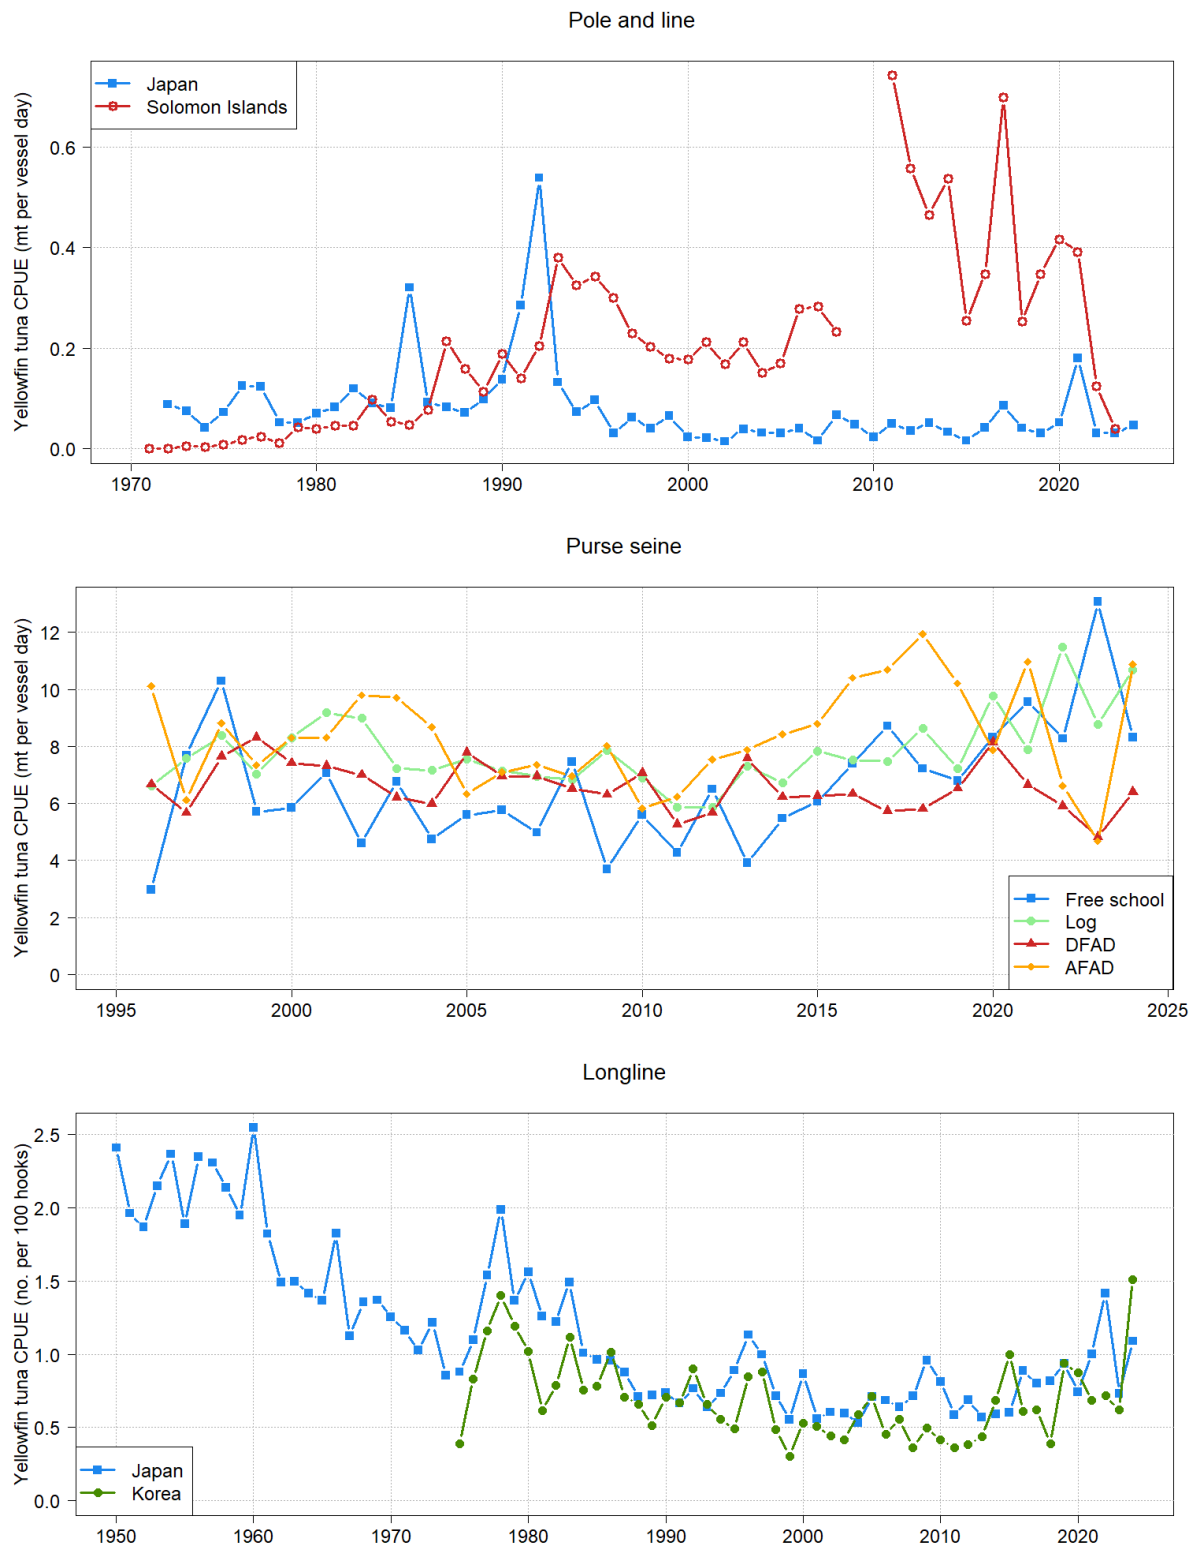 Pole and line
Yellowfin tuna CPUE (mt per vessel day)
Japan
Solomon Islands
0.6
0.4
0.2
0.0
1970 1980 1990 2000 2010 2020
Purse seine
Yellowfin tuna CPUE (mt per vessel day)
12
10
8
6
4
2
0
Free school
Log
DFAD
AFAD
1995 2000 2005 2010 2015 2020 2025
Longline
Yellowfin tuna CPUE (no. per 100 hooks)
2.5
2.0
1.5
1.0
0.5
0.0
Japan
Korea
1950 1960 1970 1980 1990 2000 2010 2020